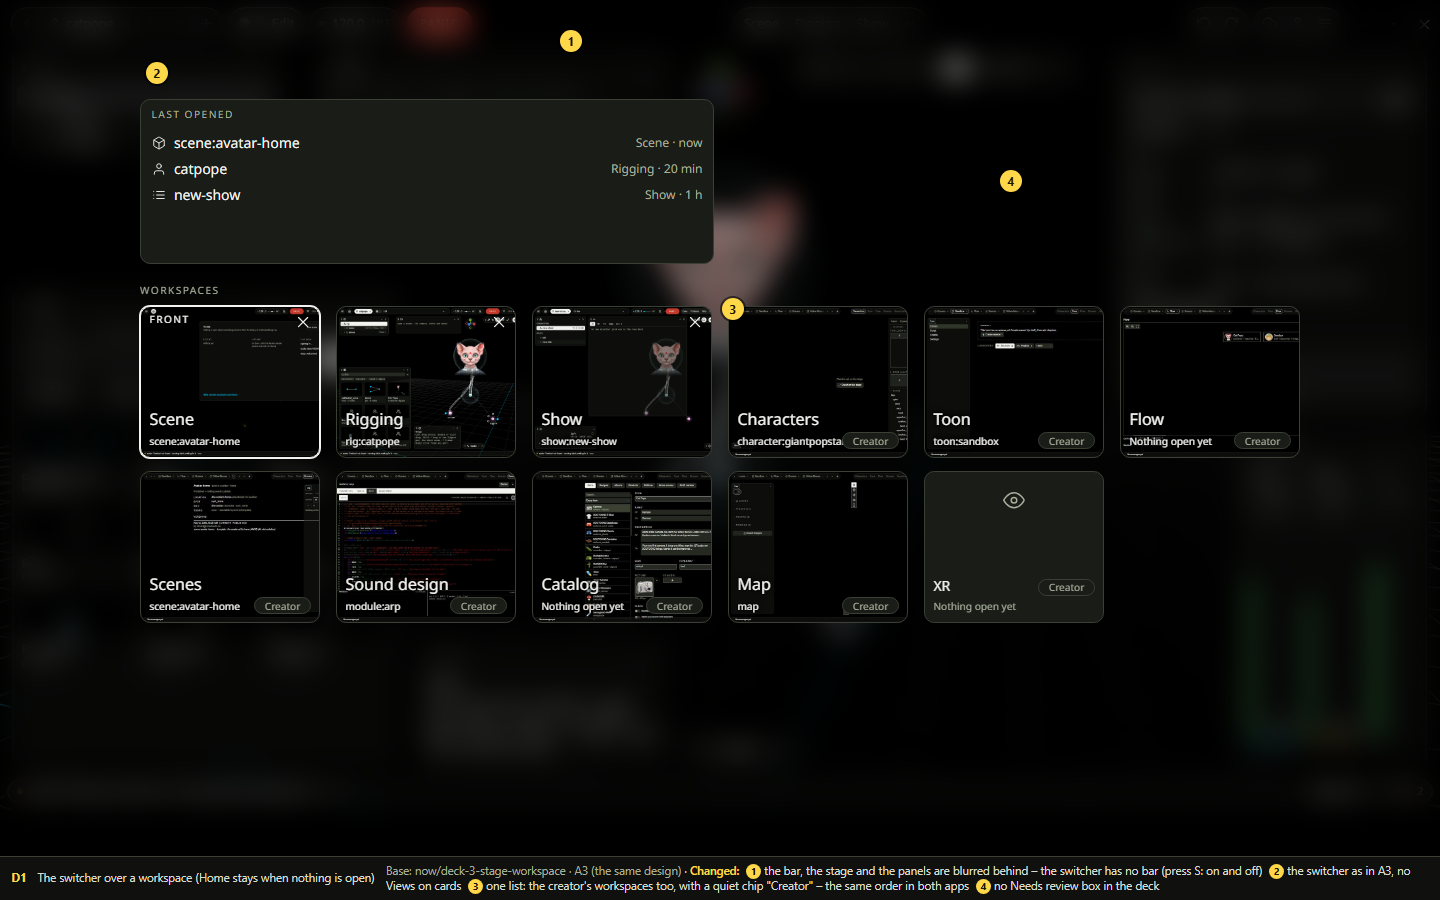 1
2
LAST OPENED
scene:avatar-home Scene · now
catpope Rigging · 20 min
new-show Show · 1 h
4
WORKSPACES
3
FRONT
Scene
scene:avatar-home
Rigging
rig:catpope
Show
show:new-show
Characters
character:giantpopsta Creator
Toon
toon:sandbox Creator
Flow
Nothing open yet Creator
Scenes
scene:avatar-home Creator
Sound design
module:arp Creator
Catalog
Nothing open yet Creator
Map
map Creator
XR
Nothing open yet Creator
D1 The switcher over a workspace (Home stays when nothing is open)
Base: now/deck-3-stage-workspace · A3 (the same design) · Changed: 1 the bar, the stage and the panels are blurred behind – the switcher has no bar (press S: on and off) 2 the switcher as in A3, no
Views on cards 3 one list: the creator's workspaces too, with a quiet chip "Creator" – the same order in both apps 4 no Needs review box in the deck